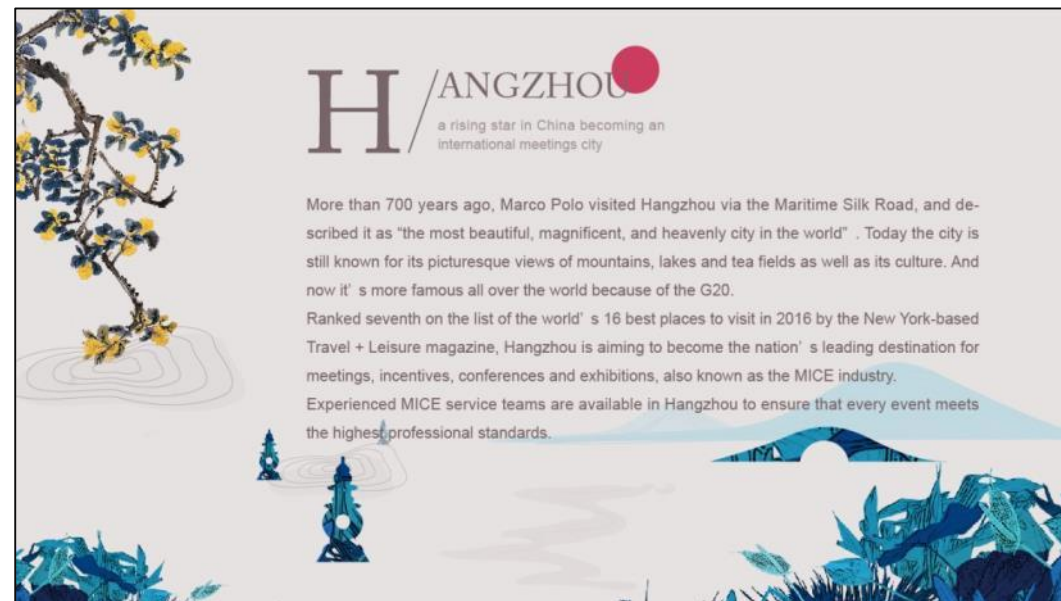 HANGZHOU
a rising star in China becoming an
international meetings city
More than 700 years ago, Marco Polo visited Hangzhou via the Maritime Silk Road, and de-
scribed it as “the most beautiful, magnificent, and heavenly city in the world” . Today the city is
still known for its picturesque views of mountains, lakes and tea fields as well as its culture. And
now it’ s more famous all over the world because of the G20.
Ranked seventh on the list of the world’ s 16 best places to visit in 2016 by the New York-based
Travel + Leisure magazine, Hangzhou is aiming to become the nation’ s leading destination for
meetings, incentives, conferences and exhibitions, also known as the MICE industry.
Experienced MICE service teams are available in Hangzhou to ensure that every event meets
the highest professional standards.